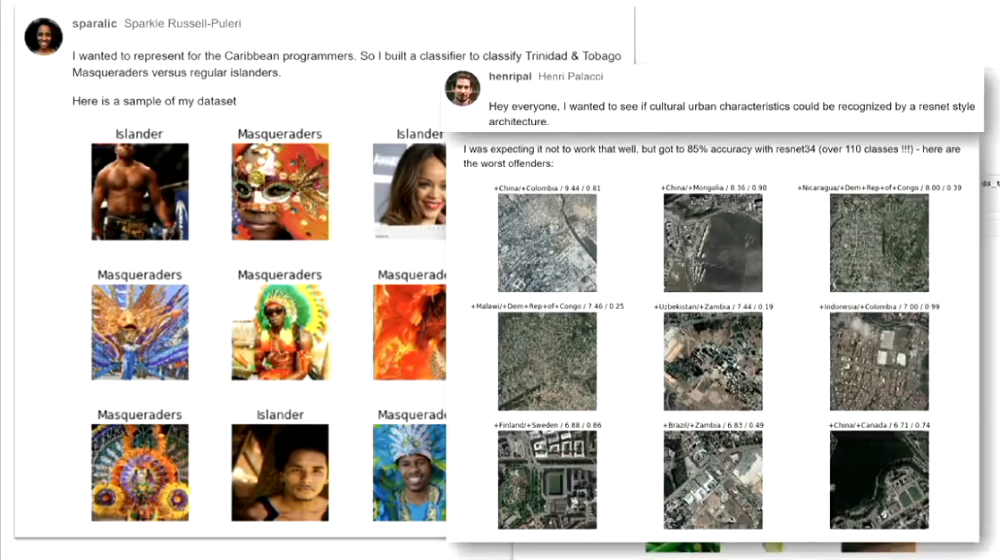 sparalic Sparkle Russell-Puleri
I wanted to represent for the Caribbean programmers. So I built a classifier to classify Trinidad & Tobago
Masqueraders versus regular islanders.
Here is a sample of my dataset
Islander Masqueraders Islander
Masqueraders Masqueraders Masquerade
Masqueraders Islander Masquerade
henripal Henri Palacci
Hey everyone, I wanted to see if cultural urban characteristics could be recognized by a resnet style
architecture.
I was expecting it not to work that well, but got to 85% accuracy with resnet34 (over 110 classes !!!) - here are
the worst offenders:
+China/+Colombia / 9.44 / 0.81 +China/+Mongolia / 8.36 / 0.98 +Nicaragua/+Dem+Rep+of+Congo / 8.00 / 0.39
+Malawi/+Dem+Rep+of+Congo / 7.46 / 0.25 +Uzbekistan/+Zambia / 7.44 / 0.19 +Indonesia/+Colombia / 7.00 / 0.99
+Finland/+Sweden / 6.88 / 0.86 +Brazil/+Zambia / 6.83 / 0.49 +China/+Canada / 6.71 / 0.74
ds_t